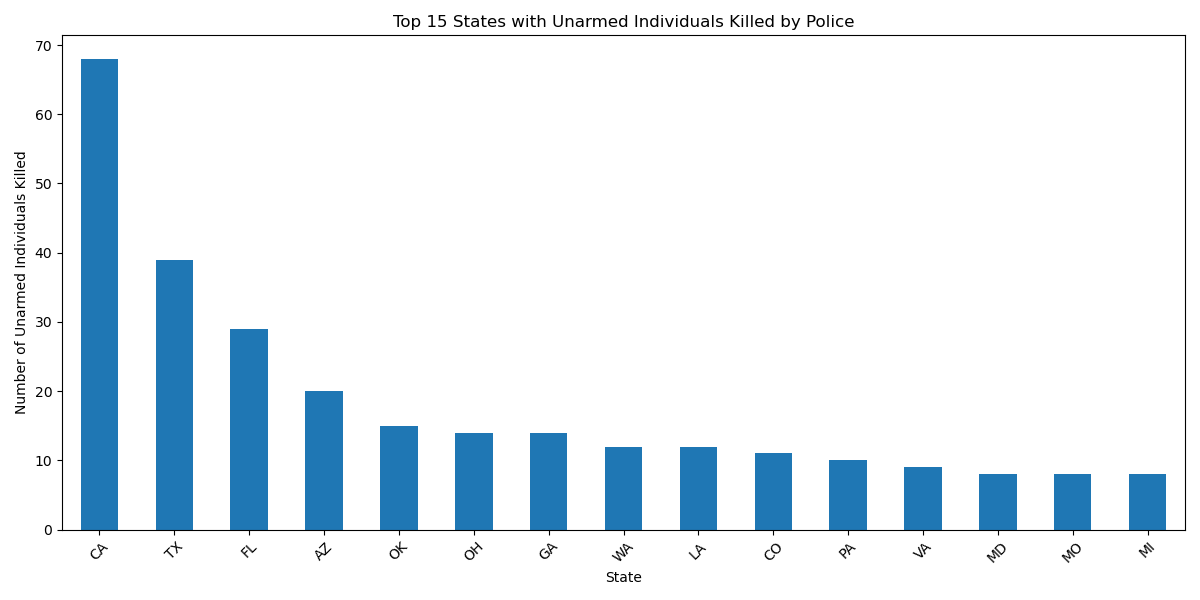 Top 15 States with Unarmed Individuals Killed by Police
Number of Unarmed Individuals Killed
70
60
50
40
30
20
10
0
CA TX FL AZ OK OH GA WA LA CO PA VA MD MO MI
State